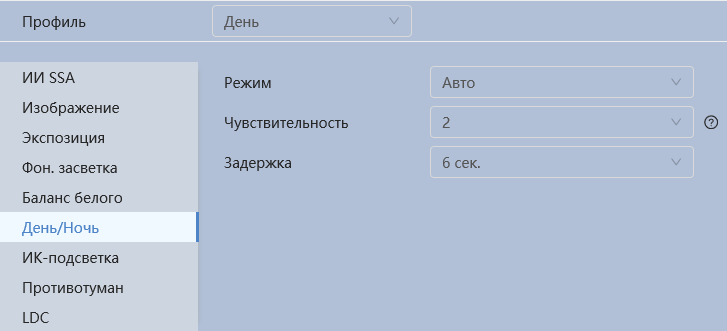 Профиль День
ИИ SSA
Изображение
Экспозиция
Фон. засветка
Баланс белого
День/Ночь
ИК-подсветка
Противотуман
LDC
Режим Авто
Чувствительность 2
Задержка 6 сек.